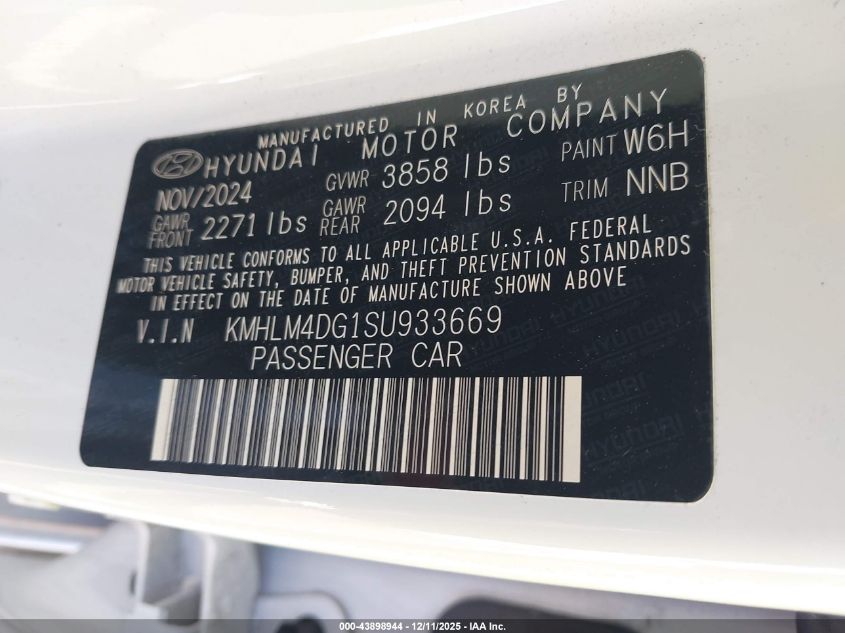 MANUFACTURED IN KOREA BY
HYUNDAI MOTOR COMPANY
NOV/2024 GVWR 3858 lbs PAINT W6H
GAWR FRONT 2271 lbs GAWR REAR 2094 lbs TRIM NNB
THIS VEHICLE CONFORMS TO ALL APPLICABLE U.S.A. FEDERAL
MOTOR VEHICLE SAFETY, BUMPER, AND THEFT PREVENTION STANDARDS
IN EFFECT ON THE DATE OF MANUFACTURE SHOWN ABOVE
V.I.N KMHLM4DG1SU933669
PASSENGER CAR
000-43898944 - 12/11/2025 - IAA Inc.